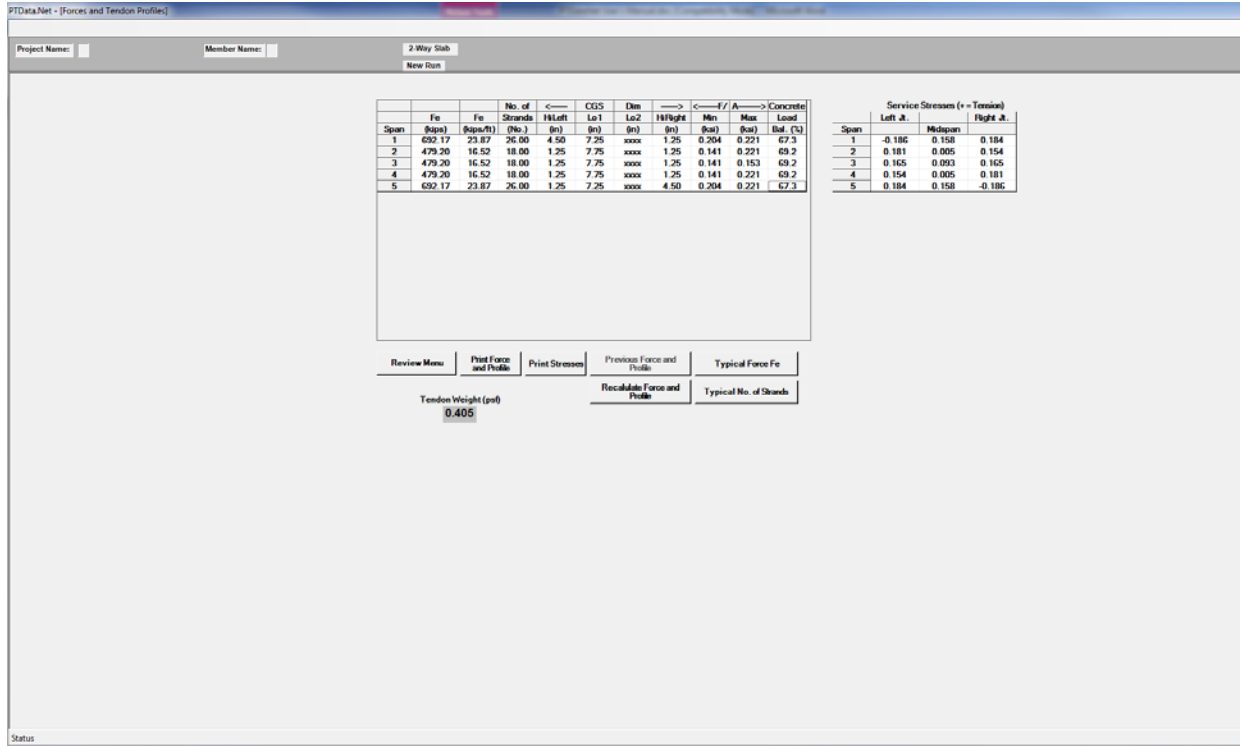 PTData.Net - [Forces and Tendon Profiles]
Project Name: Member Name: 2-Way Slab
New Run
No. of <---- CGS Dim ----> <----F/ A----> Concrete
Fe Fe Strands HiLeft Lo1 Lo2 HiRight Min Max Load
Span (kips) (kips/ft) (No.) (in) (in) (in) (in) (ksi) (ksi) Bal. (%)
1 692.17 23.87 26.00 4.50 7.25 xxxx 1.25 0.204 0.221 67.3
2 479.20 16.52 18.00 1.25 7.75 xxxx 1.25 0.141 0.221 69.2
3 479.20 16.52 18.00 1.25 7.75 xxxx 1.25 0.141 0.153 69.2
4 479.20 16.52 18.00 1.25 7.75 xxxx 1.25 0.141 0.221 69.2
5 692.17 23.87 26.00 1.25 7.25 xxxx 4.50 0.204 0.221 67.3
Service Stresses (+ = Tension)
Left Jt. Right Jt.
Span Midspan
1 -0.186 0.158 0.184
2 0.181 0.005 0.154
3 0.165 0.093 0.165
4 0.154 0.005 0.181
5 0.184 0.158 -0.186
Review Menu
Print Force
and Profile
Print Stresses
Previous Force and
Profile
Typical Force Fe
Recalulate Force and
Profile
Typical No. of Strands
Tendon Weight (psf)
0.405
Status